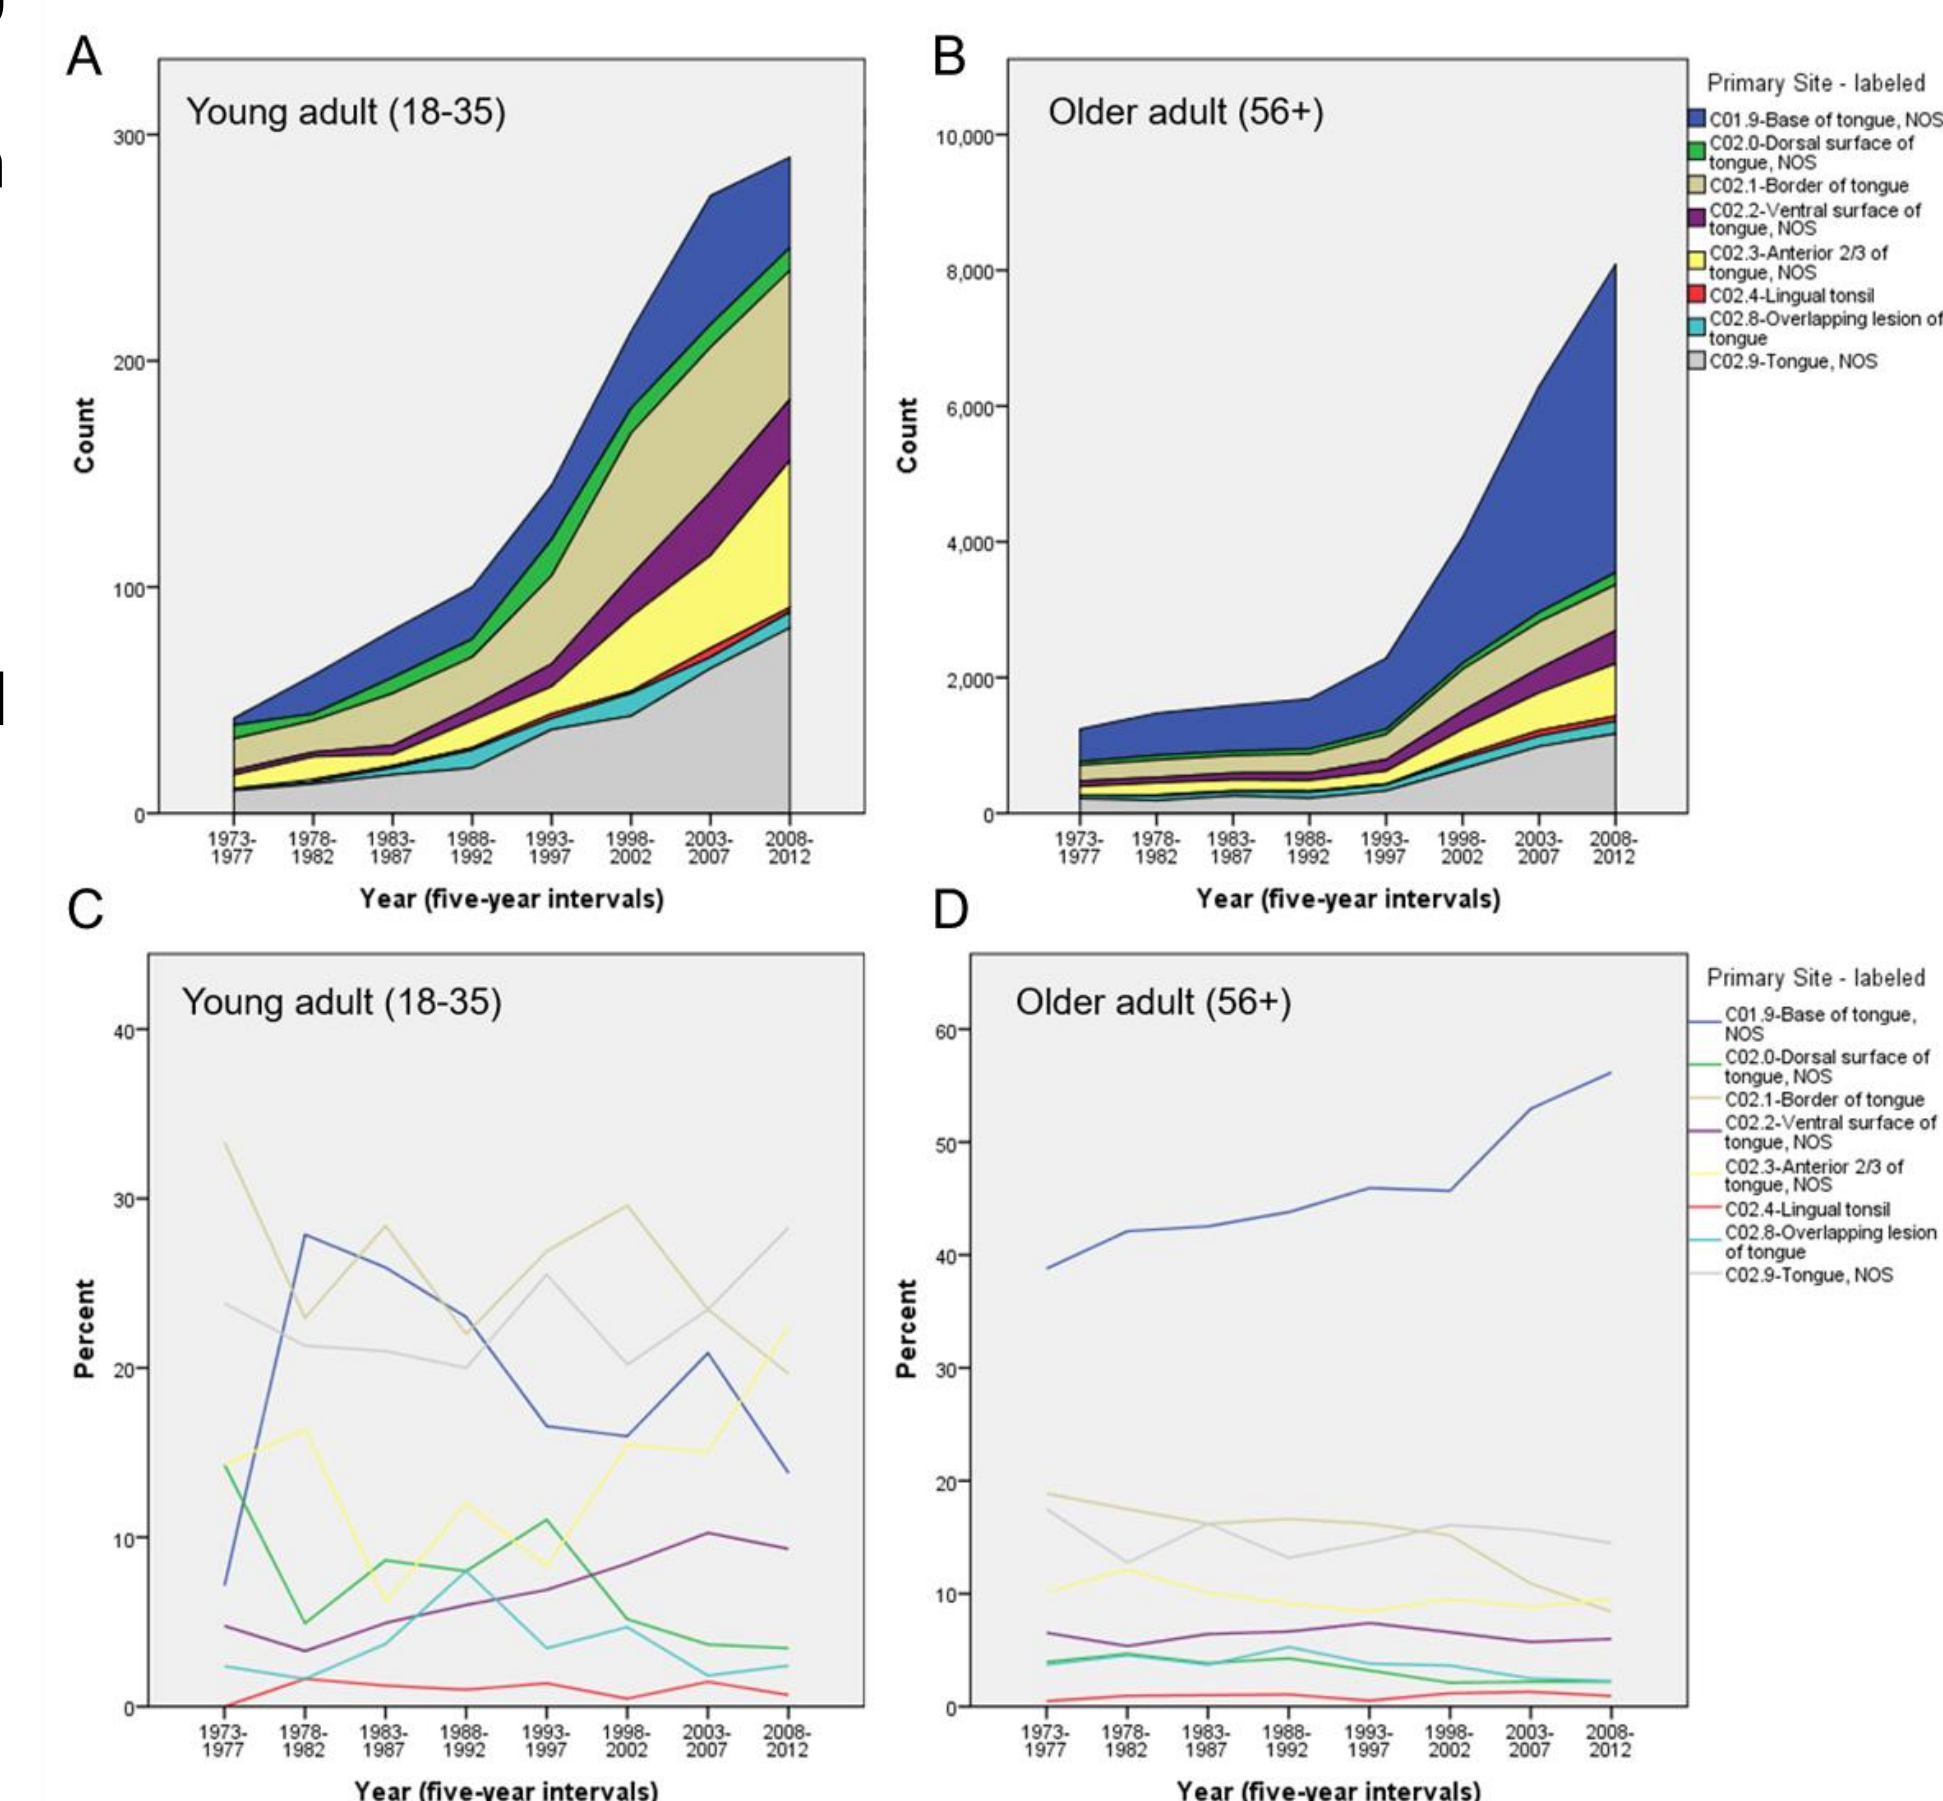 A
Young adult (18-35)
300
200
100
0
Count
1973-
1977
1978-
1982
1983-
1987
1988-
1992
1993-
1997
1998-
2002
2003-
2007
2008-
2012
Year (five-year intervals)
B
Older adult (56+)
10,000
8,000
6,000
4,000
2,000
0
Count
1973-
1977
1978-
1982
1983-
1987
1988-
1992
1993-
1997
1998-
2002
2003-
2007
2008-
2012
Year (five-year intervals)
Primary Site - labeled
C01.9-Base of tongue, NOS
C02.0-Dorsal surface of
tongue, NOS
C02.1-Border of tongue
C02.2-Ventral surface of
tongue, NOS
C02.3-Anterior 2/3 of
tongue, NOS
C02.4-Lingual tonsil
C02.8-Overlapping lesion of
tongue
C02.9-Tongue, NOS
C
Young adult (18-35)
40
30
20
10
0
Percent
1973-
1977
1978-
1982
1983-
1987
1988-
1992
1993-
1997
1998-
2002
2003-
2007
2008-
2012
Year (five-year intervals)
D
Older adult (56+)
60
50
40
30
20
10
0
Percent
1973-
1977
1978-
1982
1983-
1987
1988-
1992
1993-
1997
1998-
2002
2003-
2007
2008-
2012
Year (five-year intervals)
Primary Site - labeled
C01.9-Base of tongue,
NOS
C02.0-Dorsal surface of
tongue, NOS
C02.1-Border of tongue
C02.2-Ventral surface of
tongue, NOS
C02.3-Anterior 2/3 of
tongue, NOS
C02.4-Lingual tonsil
C02.8-Overlapping lesion
of tongue
C02.9-Tongue, NOS